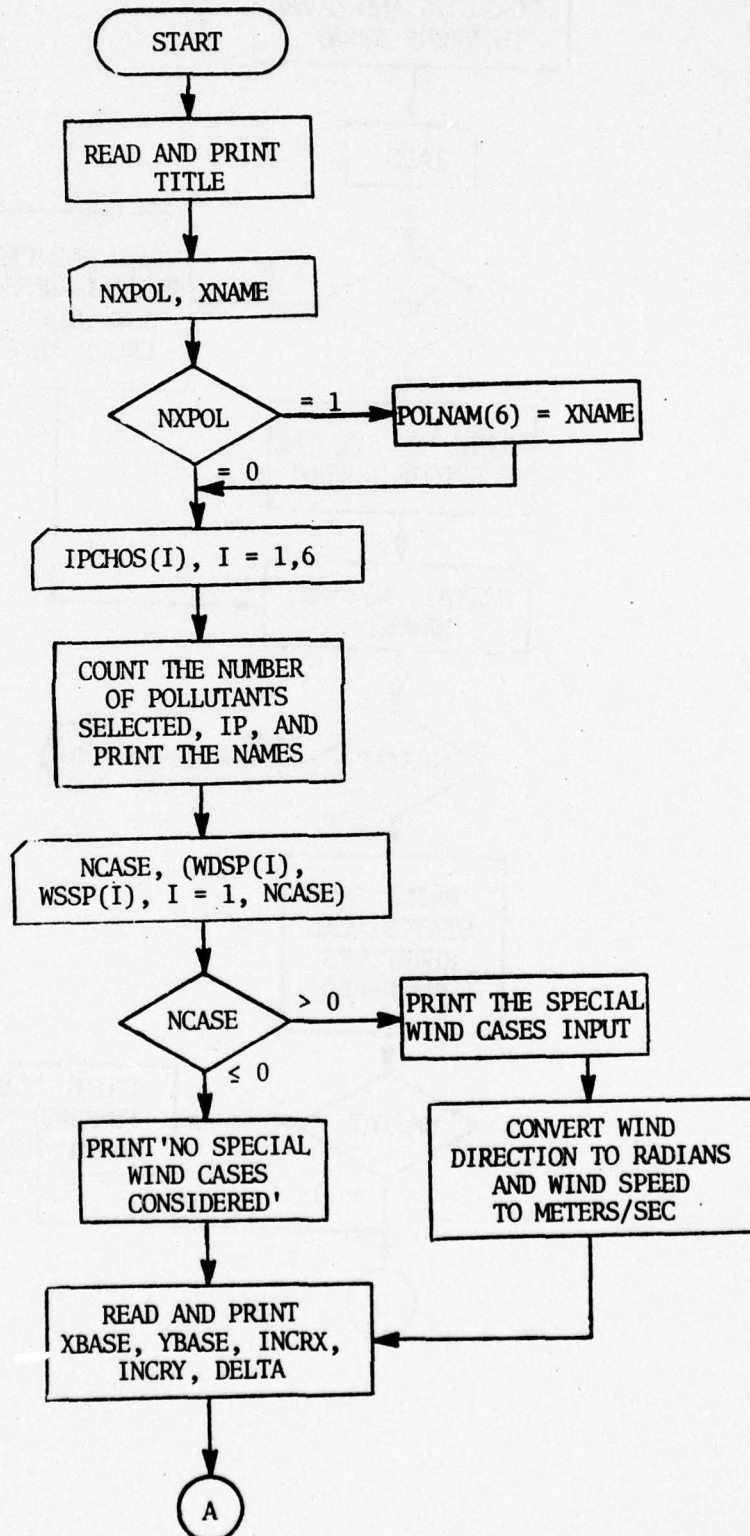 START
READ AND PRINT
TITLE
NXPOL, XNAME
NXPOL
= 1
POLNAM(6) = XNAME
= 0
IPCHOS(I), I = 1,6
COUNT THE NUMBER
OF POLLUTANTS
SELECTED, IP, AND
PRINT THE NAMES
NCASE, (WDSP(I),
WSSP(I), I = 1, NCASE)
NCASE
> 0
PRINT THE SPECIAL
WIND CASES INPUT
≤ 0
PRINT'NO SPECIAL
WIND CASES
CONSIDERED'
CONVERT WIND
DIRECTION TO RADIANS
AND WIND SPEED
TO METERS/SEC
READ AND PRINT
XBASE, YBASE, INCRX,
INCRY, DELTA
A